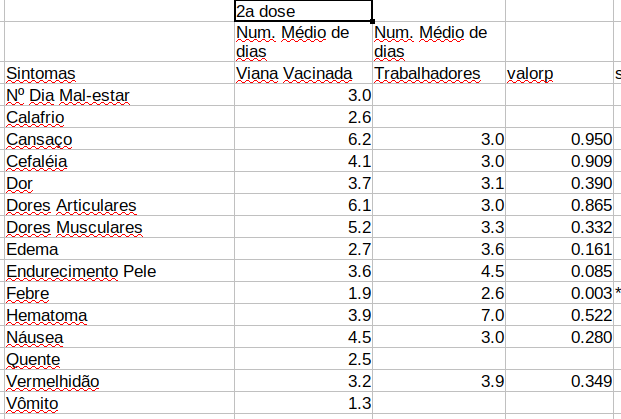 2a dose
Num. Médio de Num. Médio de
dias dias
Sintomas Viana Vacinada Trabalhadores valorp s
Nº Dia Mal-estar 3.0
Calafrio 2.6
Cansaço 6.2 3.0 0.950
Cefaléia 4.1 3.0 0.909
Dor 3.7 3.1 0.390
Dores Articulares 6.1 3.0 0.865
Dores Musculares 5.2 3.3 0.332
Edema 2.7 3.6 0.161
Endurecimento Pele 3.6 4.5 0.085
Febre 1.9 2.6 0.003 *
Hematoma 3.9 7.0 0.522
Náusea 4.5 3.0 0.280
Quente 2.5
Vermelhidão 3.2 3.9 0.349
Vômito 1.3